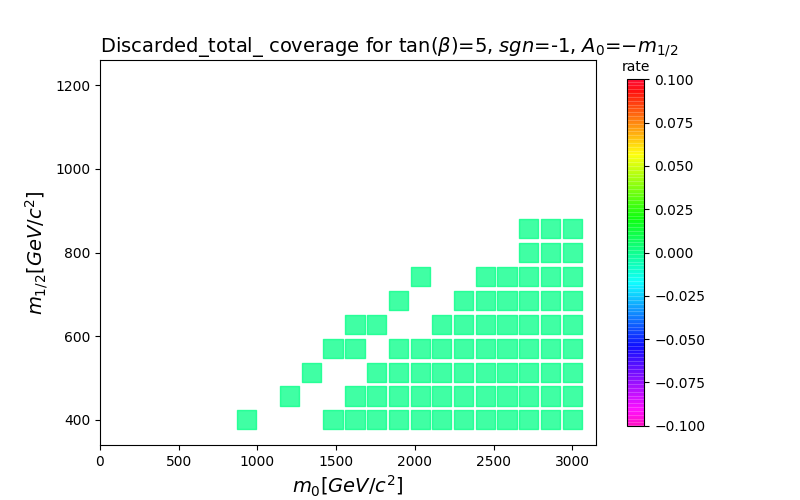 Discarded_total_ coverage for tan(β)=5, sgn=-1, A₀=−m₁/₂
rate
0.100
0.075
0.050
0.025
0.000
−0.025
−0.050
−0.075
−0.100
m₁/₂[GeV/c²]
1200
1000
800
600
400
0 500 1000 1500 2000 2500 3000
m₀[GeV/c²]